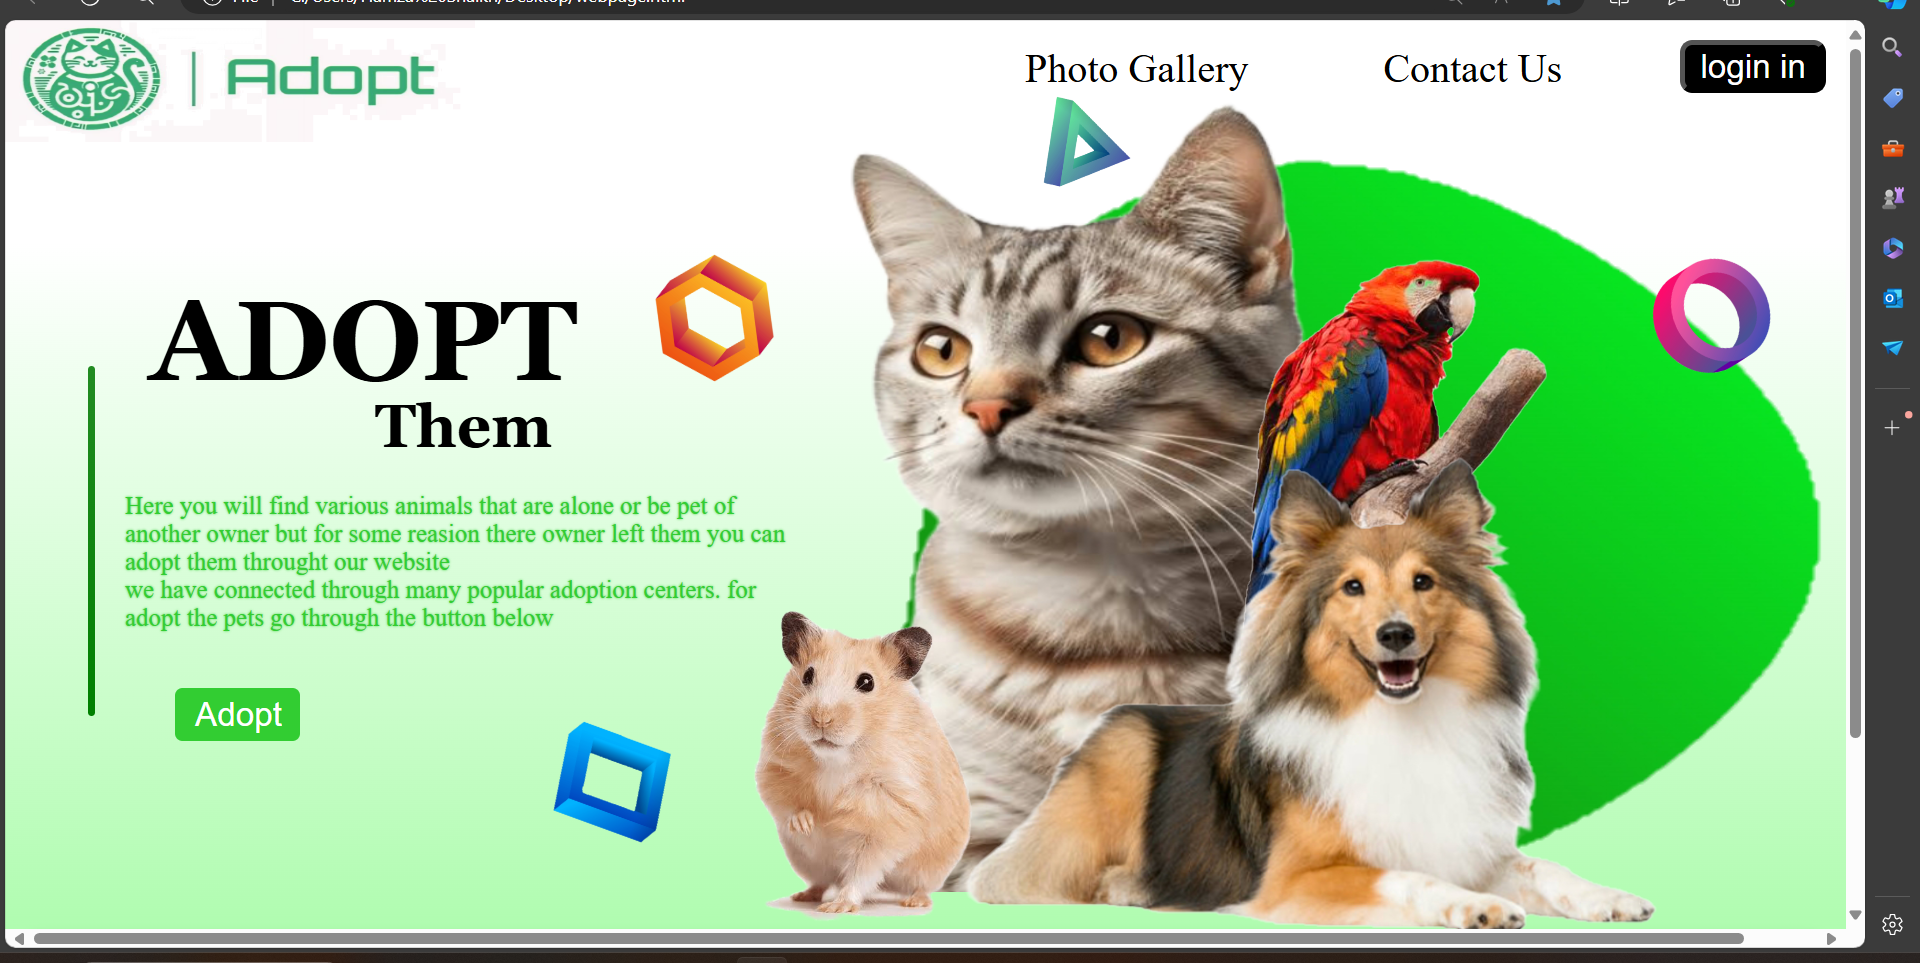 Adopt
Photo Gallery
Contact Us
login in
ADOPT
Them
Here you will find various animals that are alone or be pet of
another owner but for some reasion there owner left them you can
adopt them throught our website
we have connected through many popular adoption centers. for
adopt the pets go through the button below
Adopt